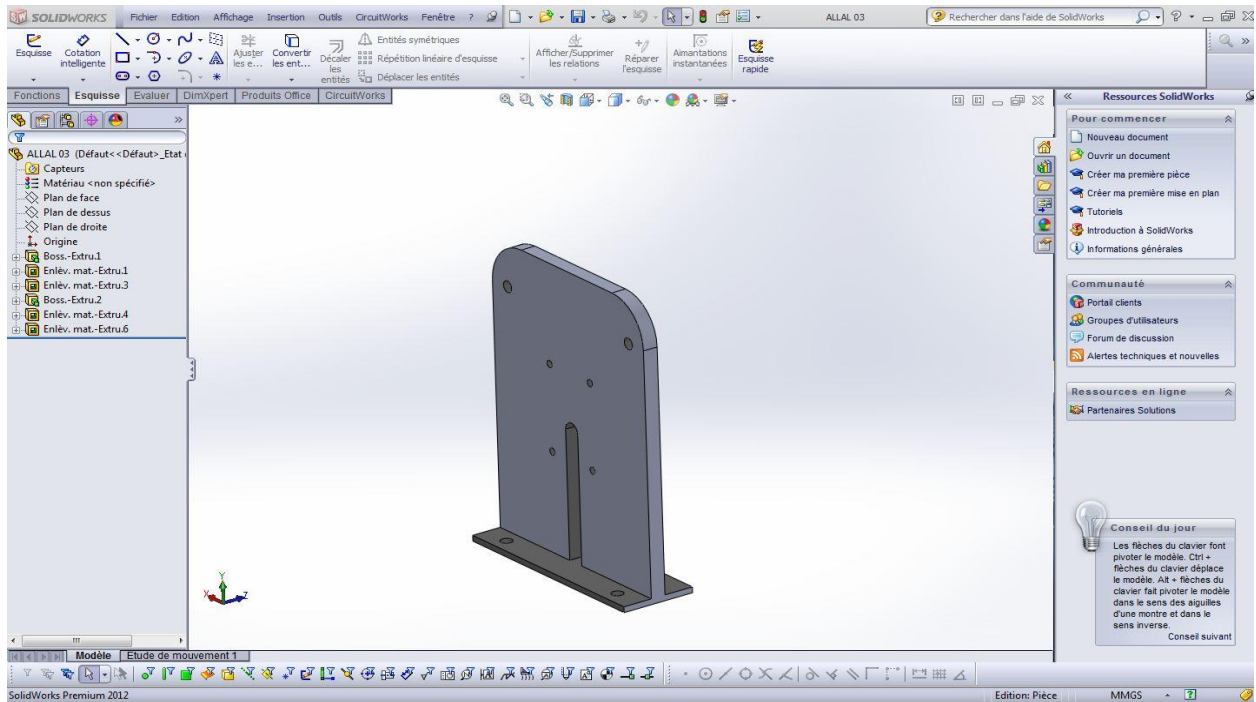 SOLIDWORKS
Fichier Edition Affichage Insertion Outils CircuitWorks Fenêtre ?
ALLAL 03
Rechercher dans l'aide de SolidWorks
Esquisse
Cotation intelligente
Ajuster les e...
Convertir les ent...
Décaler les entités
Entités symétriques
Répétition linéaire d'esquisse
Déplacer les entités
Afficher/Supprimer les relations
Réparer l'esquisse
Aimantations instantanées
Esquisse rapide
Fonctions Esquisse Evaluer DimXpert Produits Office CircuitWorks
ALLAL 03 (Défaut<<Défaut>_Etat
Capteurs
Matériau <non spécifié>
Plan de face
Plan de dessus
Plan de droite
Origine
Boss.-Extru.1
Enlèv. mat.-Extru.1
Enlèv. mat.-Extru.3
Boss.-Extru.2
Enlèv. mat.-Extru.4
Enlèv. mat.-Extru.6
Y
X
Z
Ressources SolidWorks
Pour commencer
Nouveau document
Ouvrir un document
Créer ma première pièce
Créer ma première mise en plan
Tutoriels
Introduction à SolidWorks
Informations générales
Communauté
Portail clients
Groupes d'utilisateurs
Forum de discussion
Alertes techniques et nouvelles
Ressources en ligne
Partenaires Solutions
Conseil du jour
Les flèches du clavier font
pivoter le modèle. Ctrl +
flèches du clavier déplace
le modèle. Alt + flèches du
clavier fait pivoter le modèle
dans le sens des aiguilles
d'une montre et dans le
sens inverse.
Conseil suivant
Modèle Etude de mouvement 1
SolidWorks Premium 2012
Edition: Pièce
MMGS